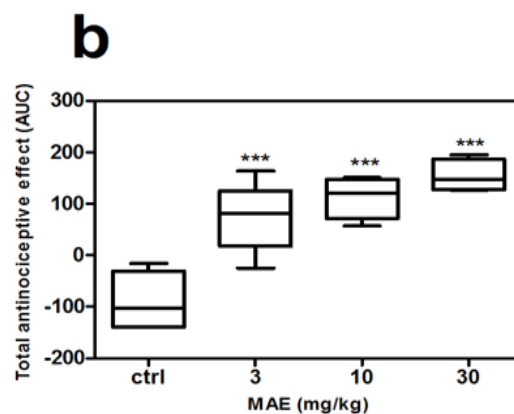 b
Total antinociceptive effect (AUC)
300
200
100
0
-100
-200
***
***
***
ctrl 3 10 30
MAE (mg/kg)